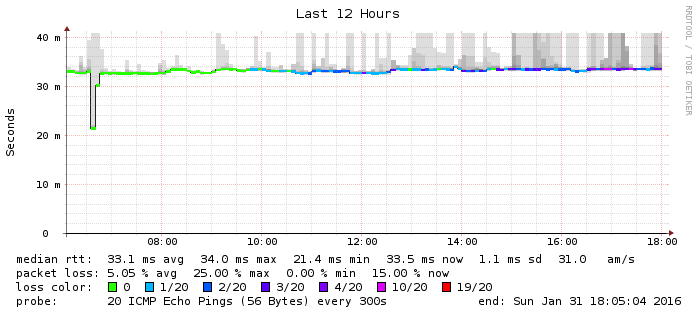 Last 12 Hours
RRDTOOL / TOBI OETIKER
Seconds
40 m
30 m
20 m
10 m
0
08:00 10:00 12:00 14:00 16:00 18:00
median rtt: 33.1 ms avg 34.0 ms max 21.4 ms min 33.5 ms now 1.1 ms sd 31.0 am/s
packet loss: 5.05 % avg 25.00 % max 0.00 % min 15.00 % now
loss color: 0 1/20 2/20 3/20 4/20 10/20 19/20
probe: 20 ICMP Echo Pings (56 Bytes) every 300s end: Sun Jan 31 18:05:04 2016